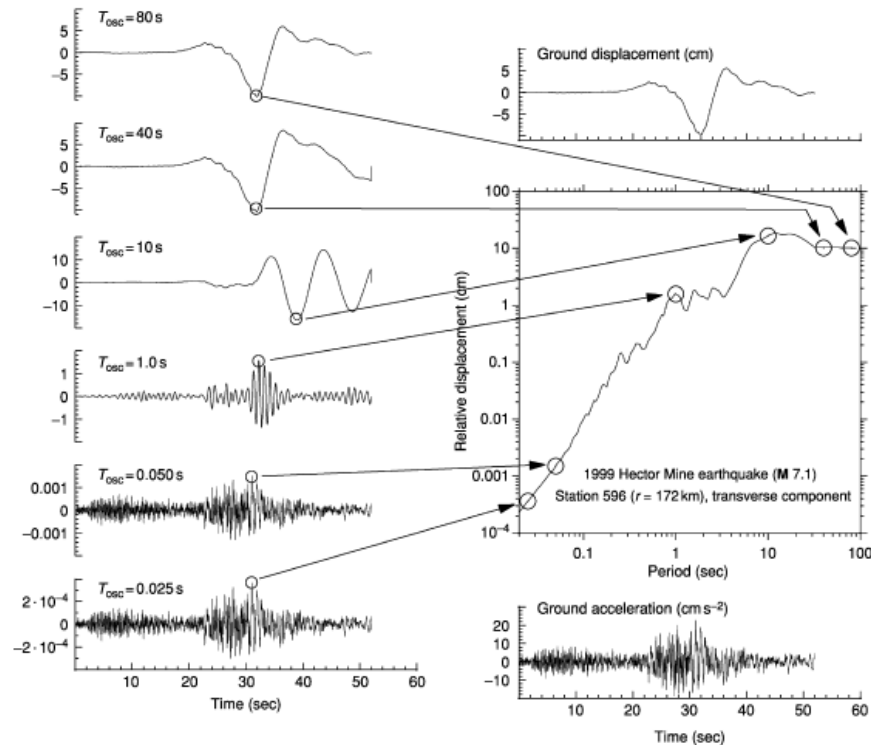 T_osc = 80 s
5
0
−5
T_osc = 40 s
5
0
−5
T_osc = 10 s
10
0
−10
T_osc = 1.0 s
1
0
−1
T_osc = 0.050 s
0.001
0
−0.001
T_osc = 0.025 s
2·10⁻⁴
0
−2·10⁻⁴
0 10 20 30 40 50 60
Time (sec)
Ground displacement (cm)
5
0
−5
100
10
1
0.1
0.01
0.001
10⁻⁴
Relative displacement (cm)
1999 Hector Mine earthquake (M 7.1)
Station 596 (r = 172 km), transverse component
0.1 1 10 100
Period (sec)
Ground acceleration (cm s⁻²)
20
10
0
−10
10 20 30 40 50 60
Time (sec)